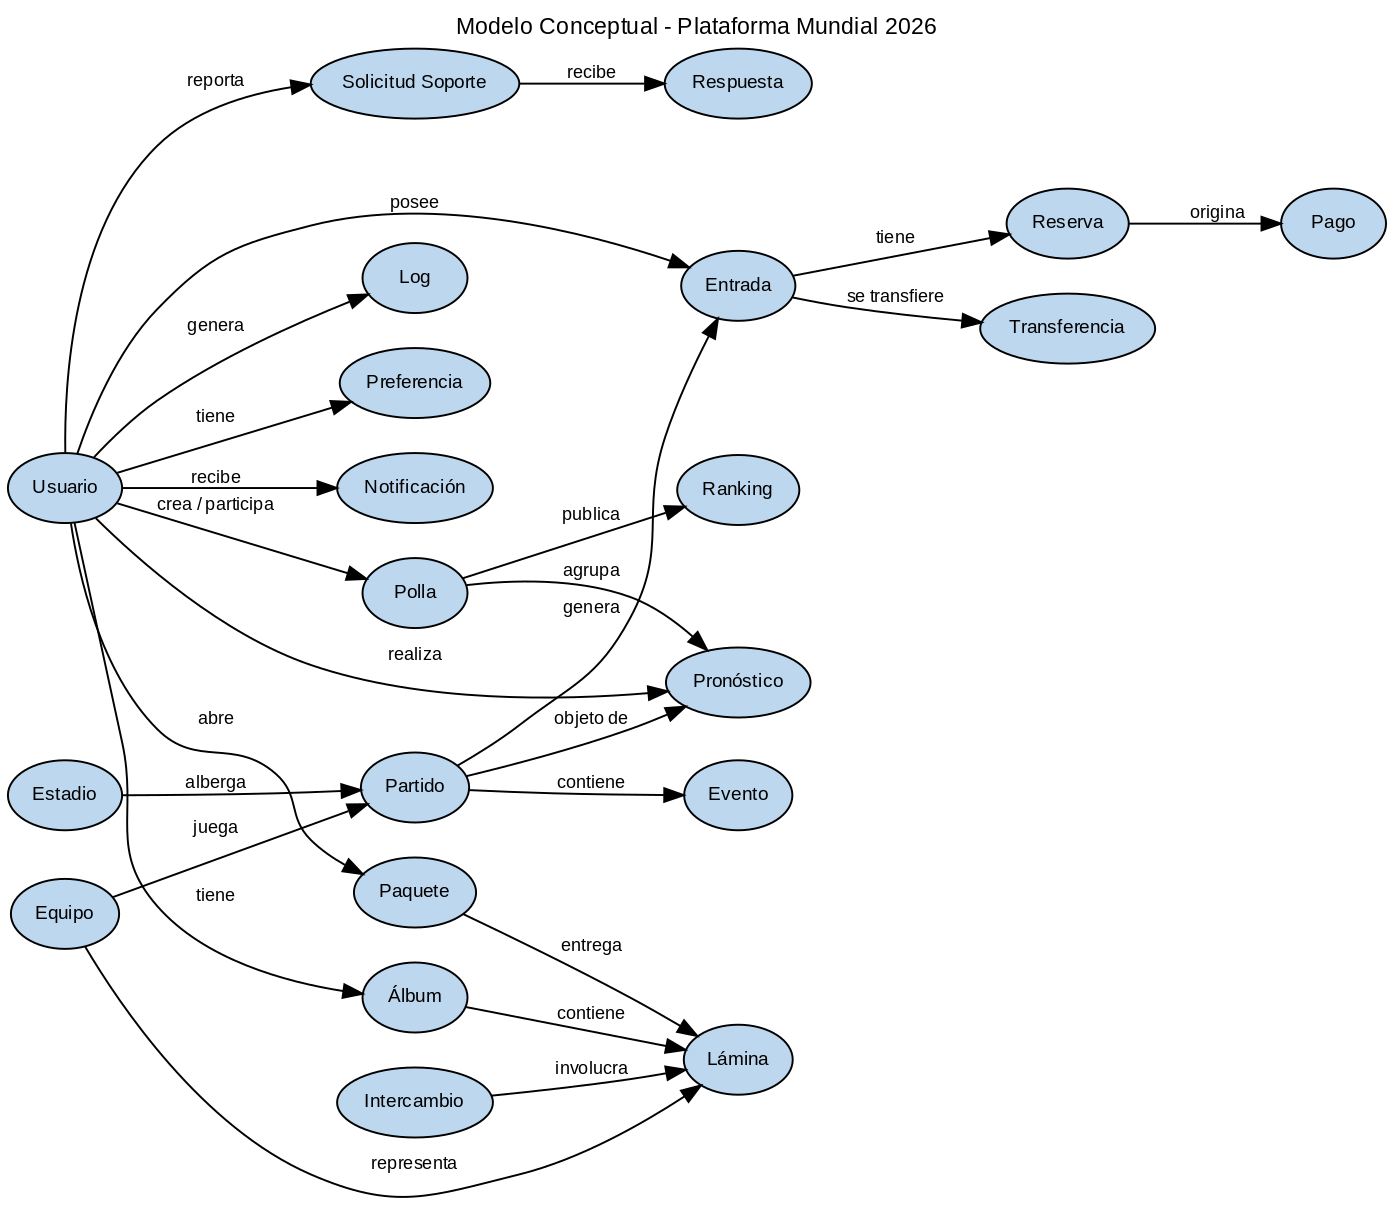 Modelo Conceptual - Plataforma Mundial 2026
reporta
Solicitud Soporte
recibe
Respuesta
posee
Log
genera
Preferencia
tiene
Usuario
recibe
Notificación
crea / participa
Polla
realiza
Entrada
tiene
Reserva
origina
Pago
se transfiere
Transferencia
publica
Ranking
agrupa
genera
Pronóstico
objeto de
abre
Estadio
alberga
Partido
contiene
Evento
juega
Equipo
tiene
Paquete
entrega
Álbum
contiene
Lámina
Intercambio
involucra
representa